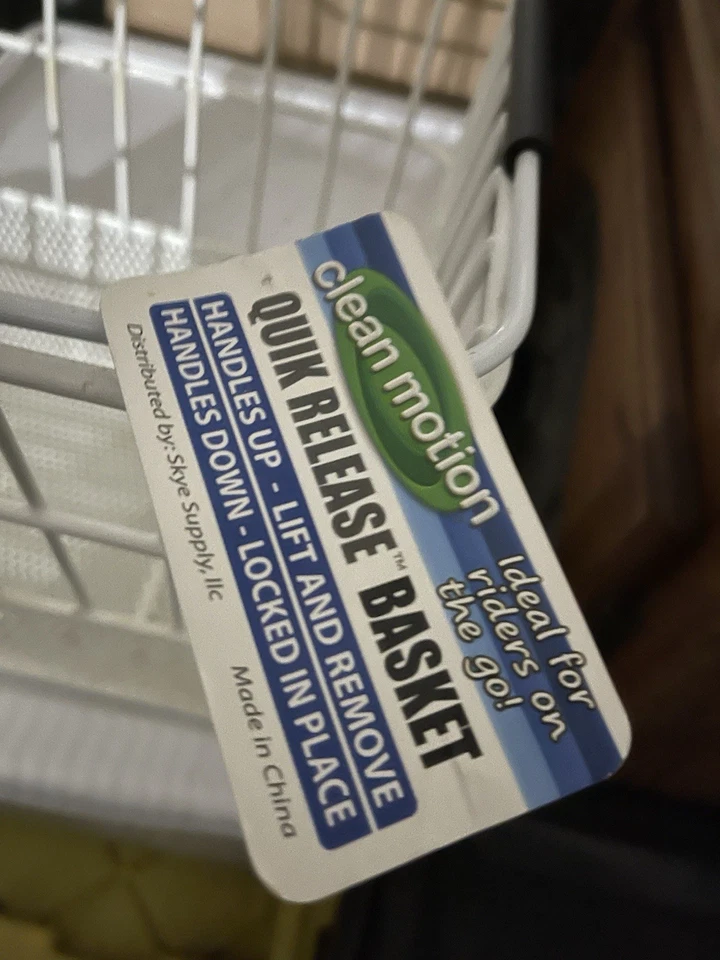 clean motion
Ideal for
riders on
the go!
QUIK RELEASE™ BASKET
HANDLES UP - LIFT AND REMOVE
HANDLES DOWN - LOCKED IN PLACE
Distributed by: Skye Supply, llc
Made in China